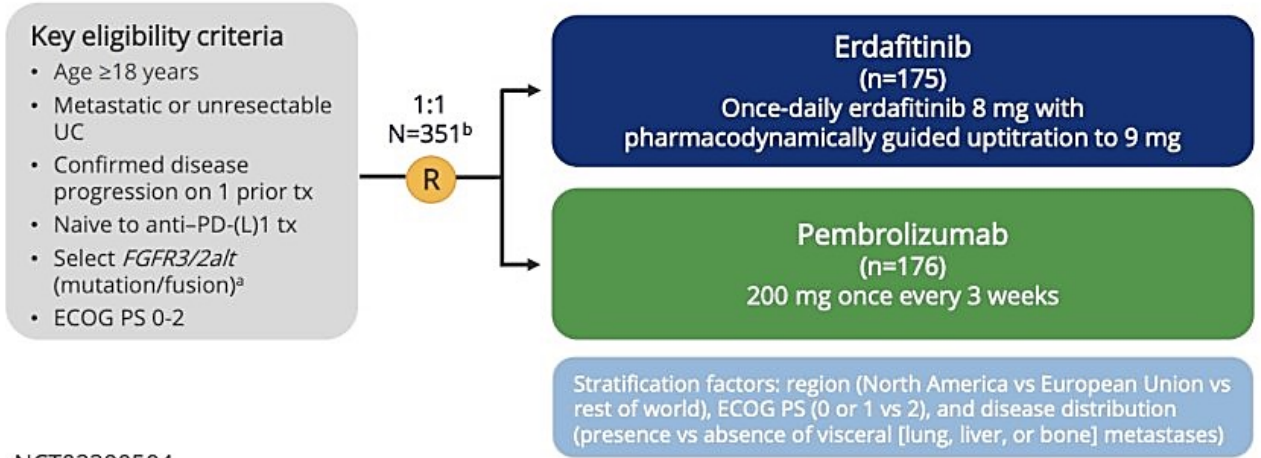 Key eligibility criteria
• Age ≥18 years
• Metastatic or unresectable
UC
• Confirmed disease
progression on 1 prior tx
• Naive to anti–PD-(L)1 tx
• Select FGFR3/2alt
(mutation/fusion)ᵃ
• ECOG PS 0-2
1:1
N=351ᵇ
R
Erdafitinib
(n=175)
Once-daily erdafitinib 8 mg with
pharmacodynamically guided uptitration to 9 mg
Pembrolizumab
(n=176)
200 mg once every 3 weeks
Stratification factors: region (North America vs European Union vs
rest of world), ECOG PS (0 or 1 vs 2), and disease distribution
(presence vs absence of visceral [lung, liver, or bone] metastases)